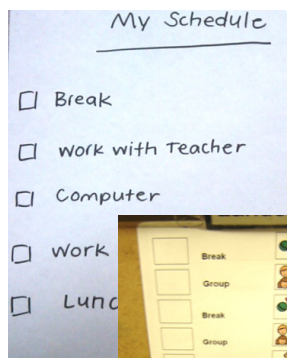 My Schedule
Break
Work with Teacher
Computer
Work
Lunc
Break
Group
Break
Group